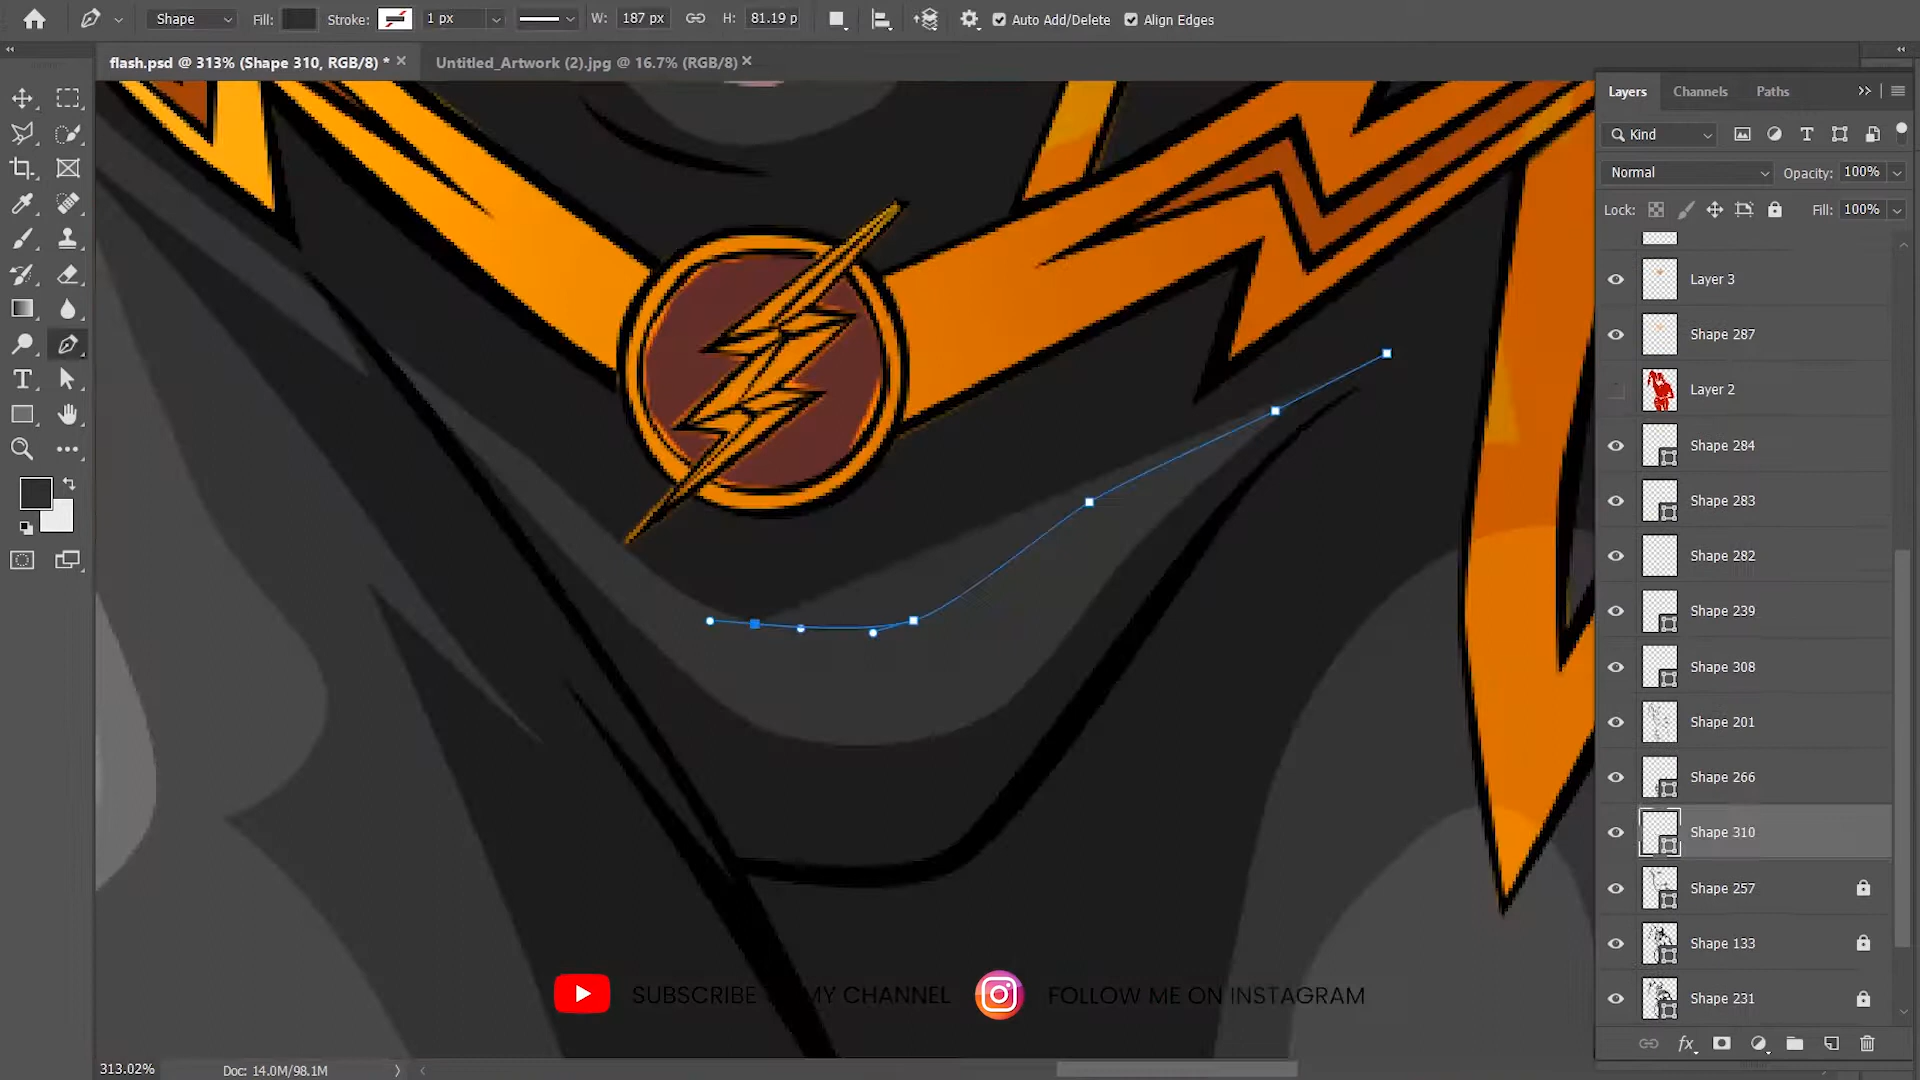 Shape Fill: Stroke: 1 px W: 187 px H: 81.19 p Auto Add/Delete Align Edges
flash.psd @ 313% (Shape 310, RGB/8) * Untitled_Artwork (2).jpg @ 16.7% (RGB/8)
Layers Channels Paths
Kind
Normal Opacity: 100%
Lock: Fill: 100%
Layer 3
Shape 287
Layer 2
Shape 284
Shape 283
Shape 282
Shape 239
Shape 308
Shape 201
Shape 266
Shape 310
Shape 257
Shape 133
Shape 231
SUBSCRIBE MY CHANNEL FOLLOW ME ON INSTAGRAM
fx
313.02% Doc: 14.0M/98.1M